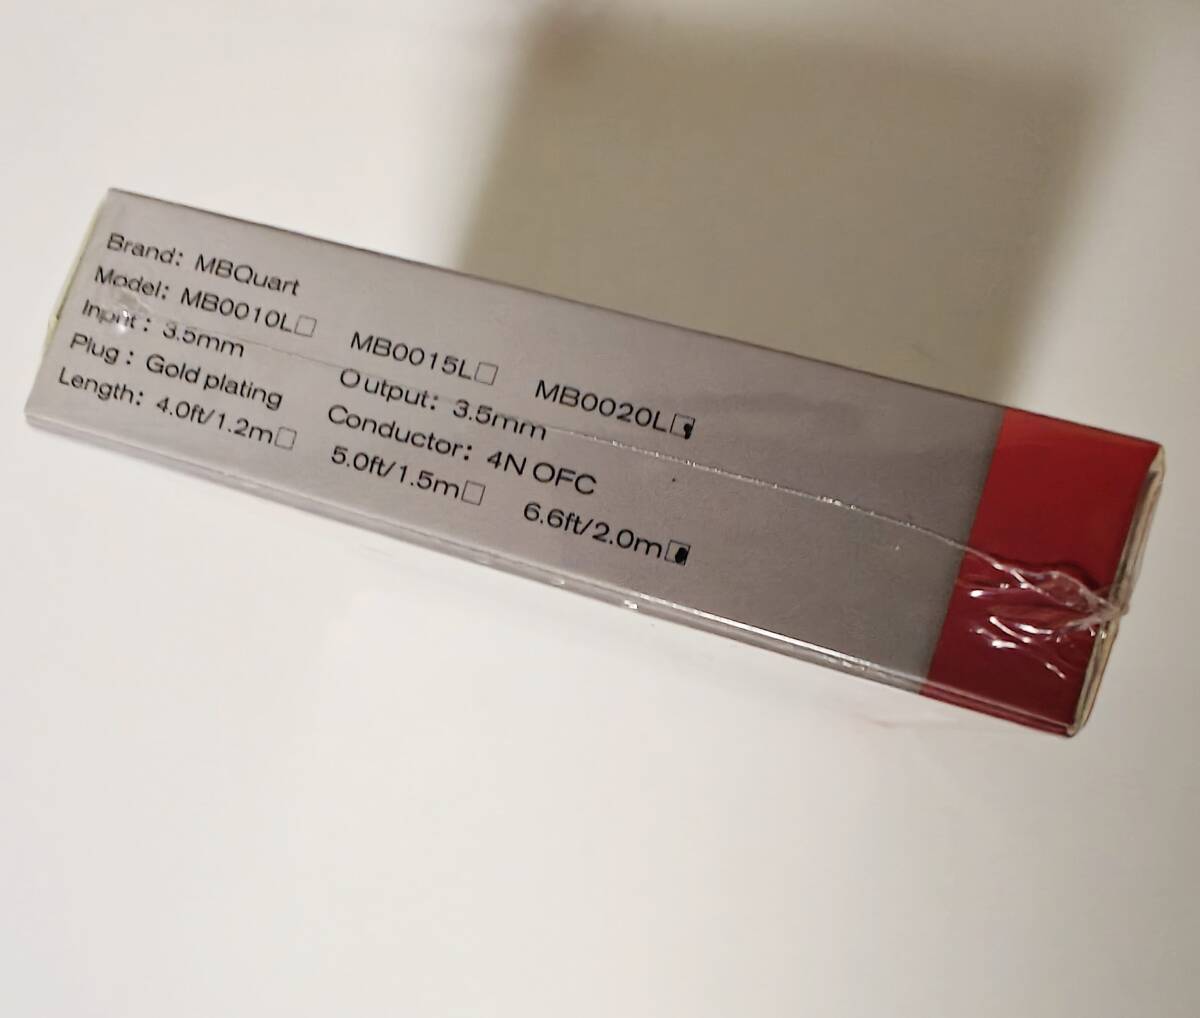 Brand: MBQuart
Model: MB0010L□ MB0015L□ MB0020L■
Input: 3.5mm Output: 3.5mm
Plug: Gold plating Conductor: 4N OFC
Length: 4.0ft/1.2m□ 5.0ft/1.5m□ 6.6ft/2.0m■